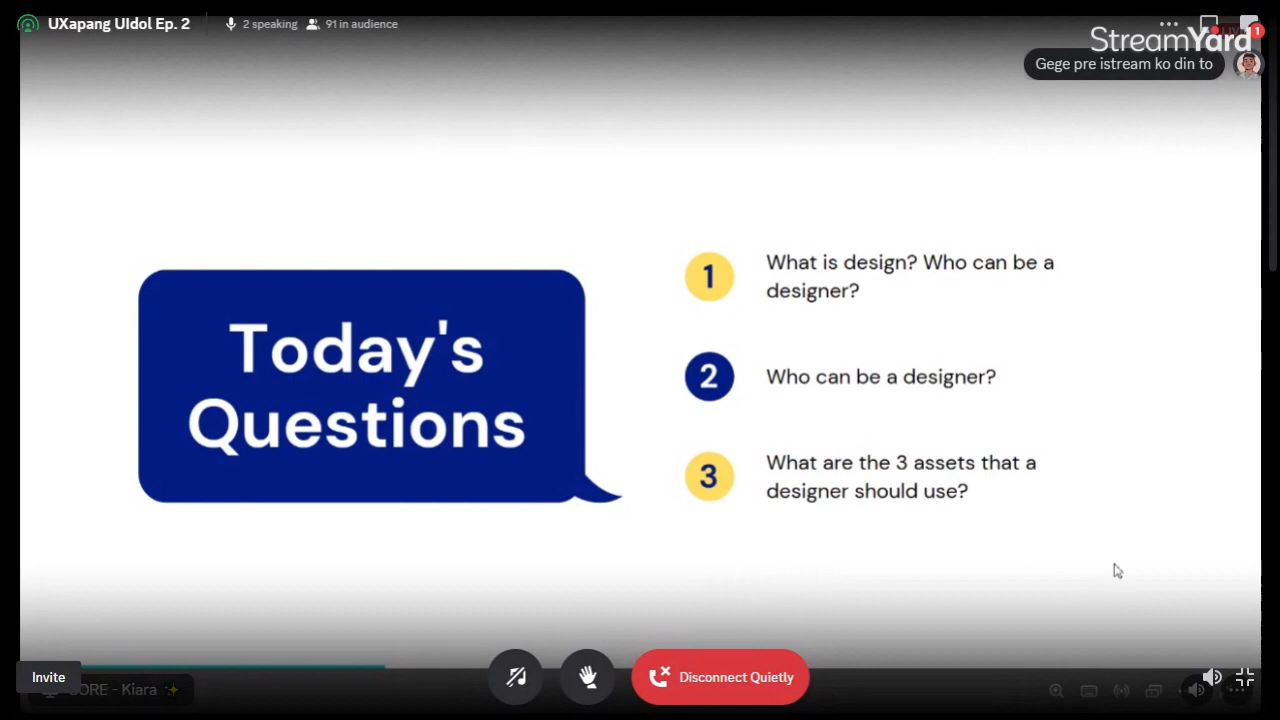 UXapang UIdol Ep. 2
2 speaking
91 in audience
StreamYard
1
Gege pre istream ko din to
Today's
Questions
1
What is design? Who can be a
designer?
2
Who can be a designer?
3
What are the 3 assets that a
designer should use?
Invite
Disconnect Quietly
ORE - Kiara